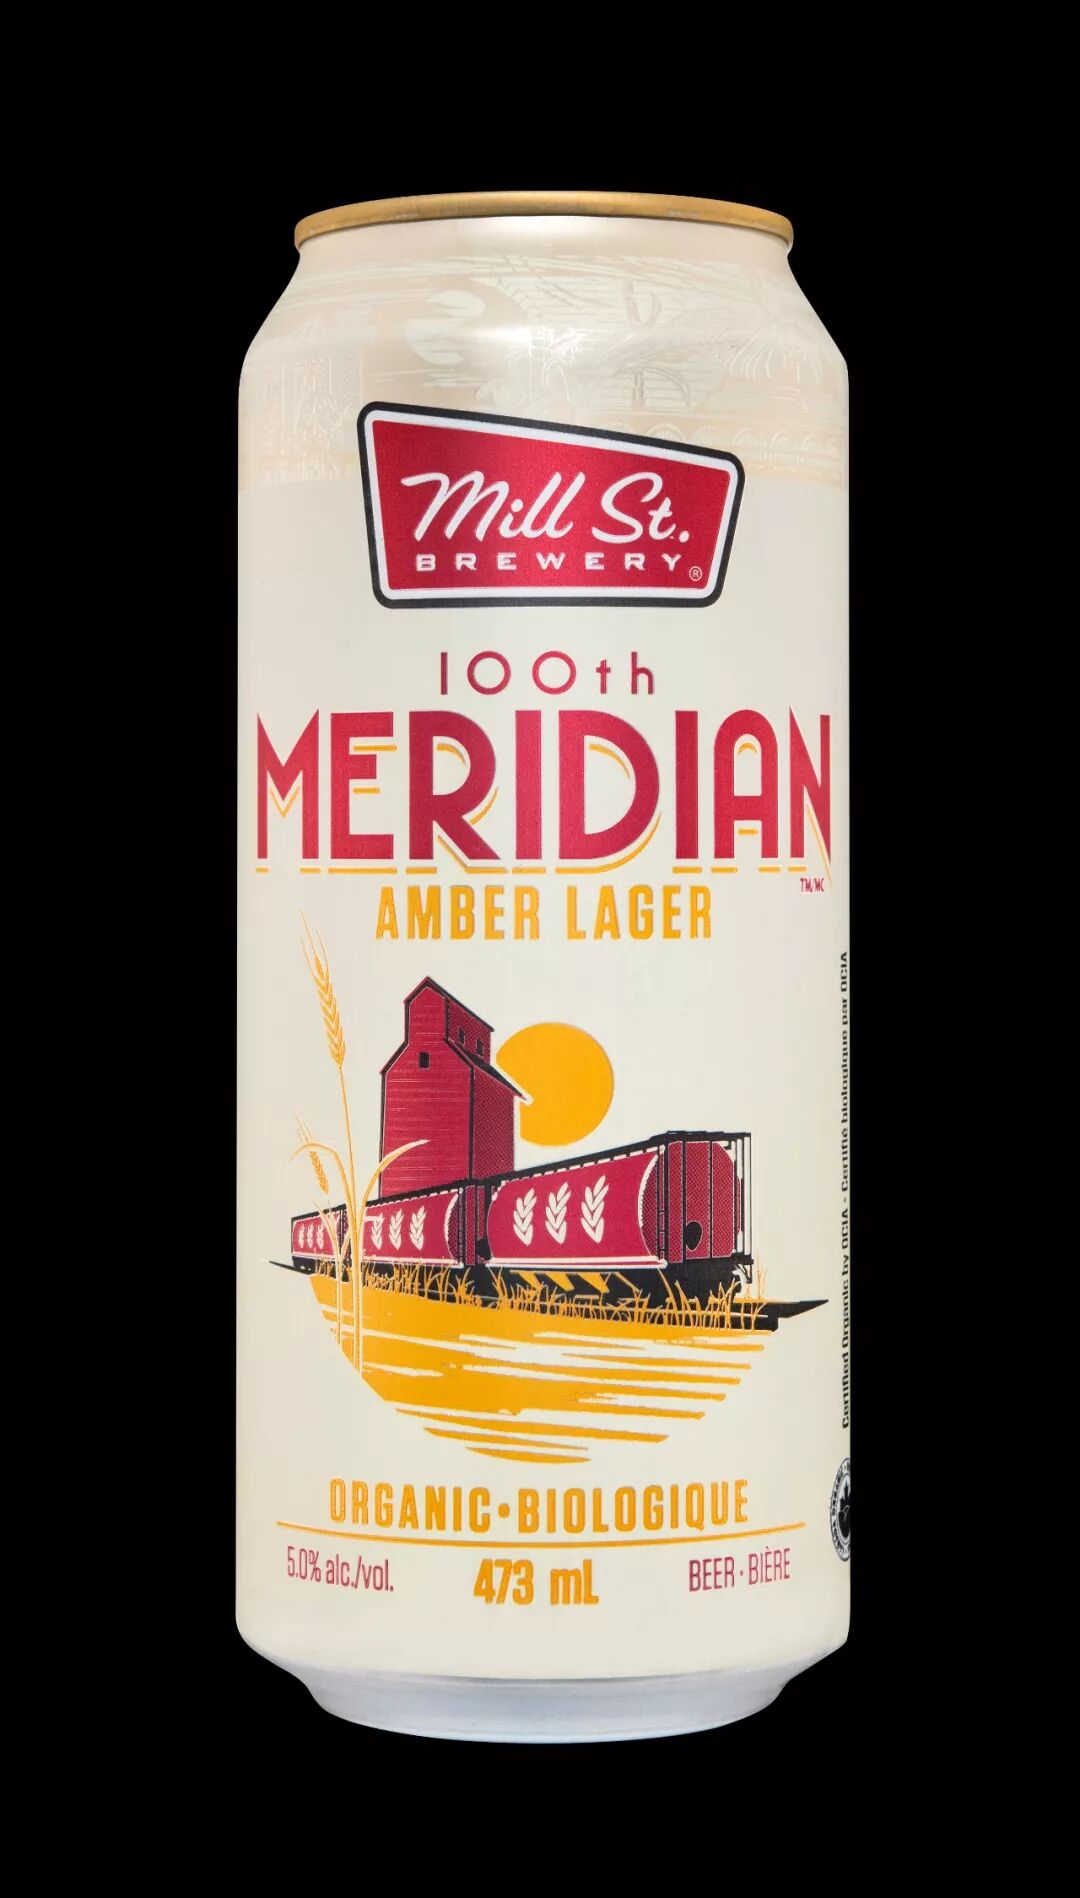 Mill St.
BREWERY®
100th
MERIDIAN
TM/MC
AMBER LAGER
ORGANIC•BIOLOGIQUE
5.0% alc./vol.
473 mL
BEER·BIÈRE
Certified Organic by OCIA - Certifié biologique par OCIA